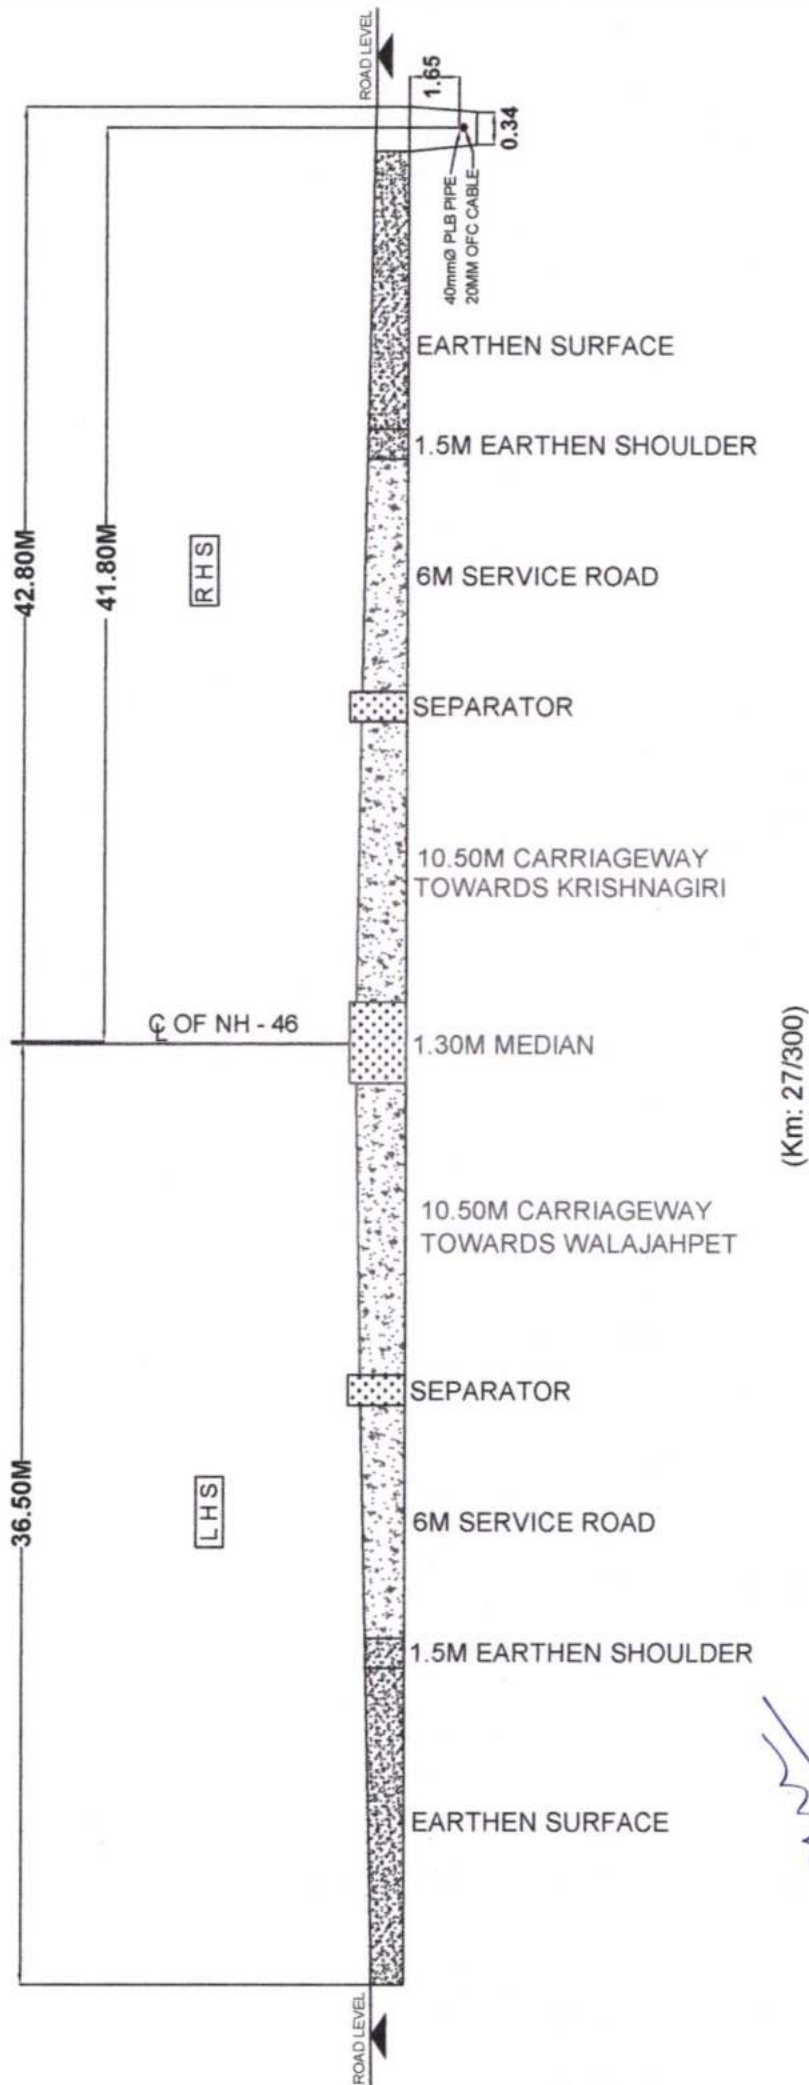 ROAD LEVEL
1.65
0.34
40mmØ PLB PIPE
20MM OFC CABLE
EARTHEN SURFACE
1.5M EARTHEN SHOULDER
42.80M
41.80M
RHS
6M SERVICE ROAD
SEPARATOR
10.50M CARRIAGEWAY
TOWARDS KRISHNAGIRI
℄ OF NH - 46
1.30M MEDIAN
(Km: 27/300)
10.50M CARRIAGEWAY
TOWARDS WALAJAHPET
SEPARATOR
36.50M
LHS
6M SERVICE ROAD
1.5M EARTHEN SHOULDER
EARTHEN SURFACE
ROAD LEVEL